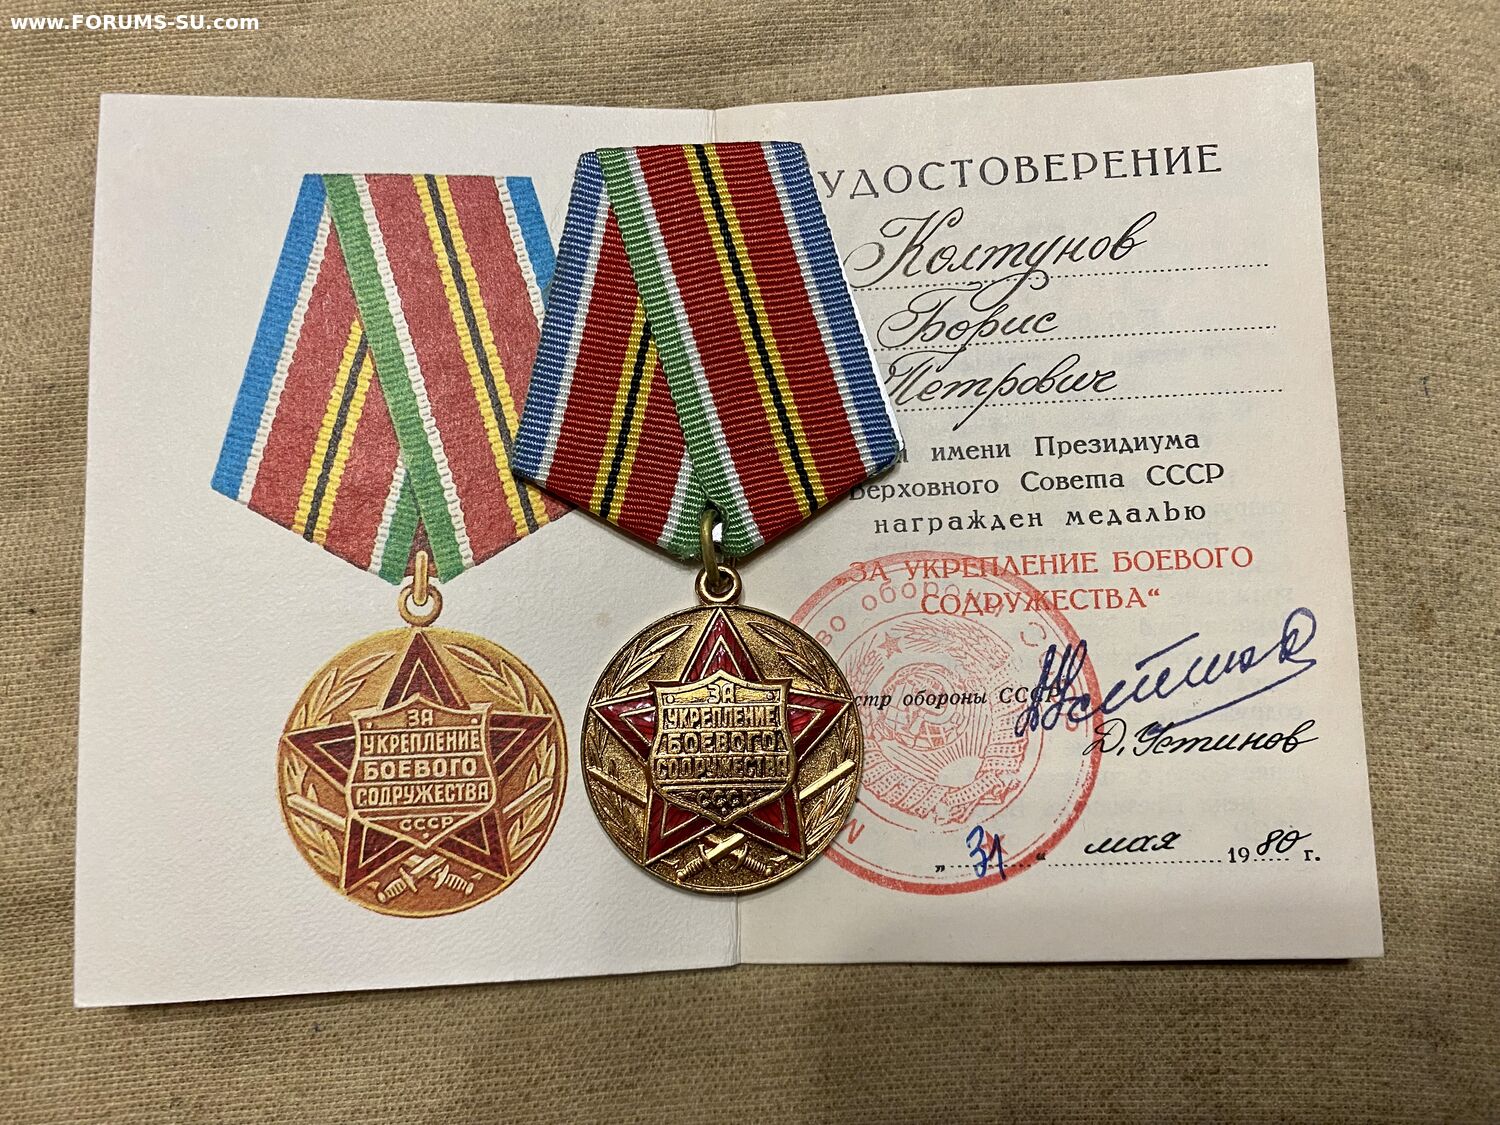 www.FORUMS-SU.com
УДОСТОВЕРЕНИЕ
Колтунов
Борис
Петрович
имени Президиума
Верховного Совета СССР
награжден медалью
„ЗА УКРЕПЛЕНИЕ БОЕВОГО
СОДРУЖЕСТВА“
обороны СССР
Д. Устинов
„31“ мая 1980 г.
ЗА
УКРЕПЛЕНИЕ
БОЕВОГО
СОДРУЖЕСТВА
СССР
ЗА
УКРЕПЛЕНИЕ
БОЕВОГО
СОДРУЖЕСТВА
СССР